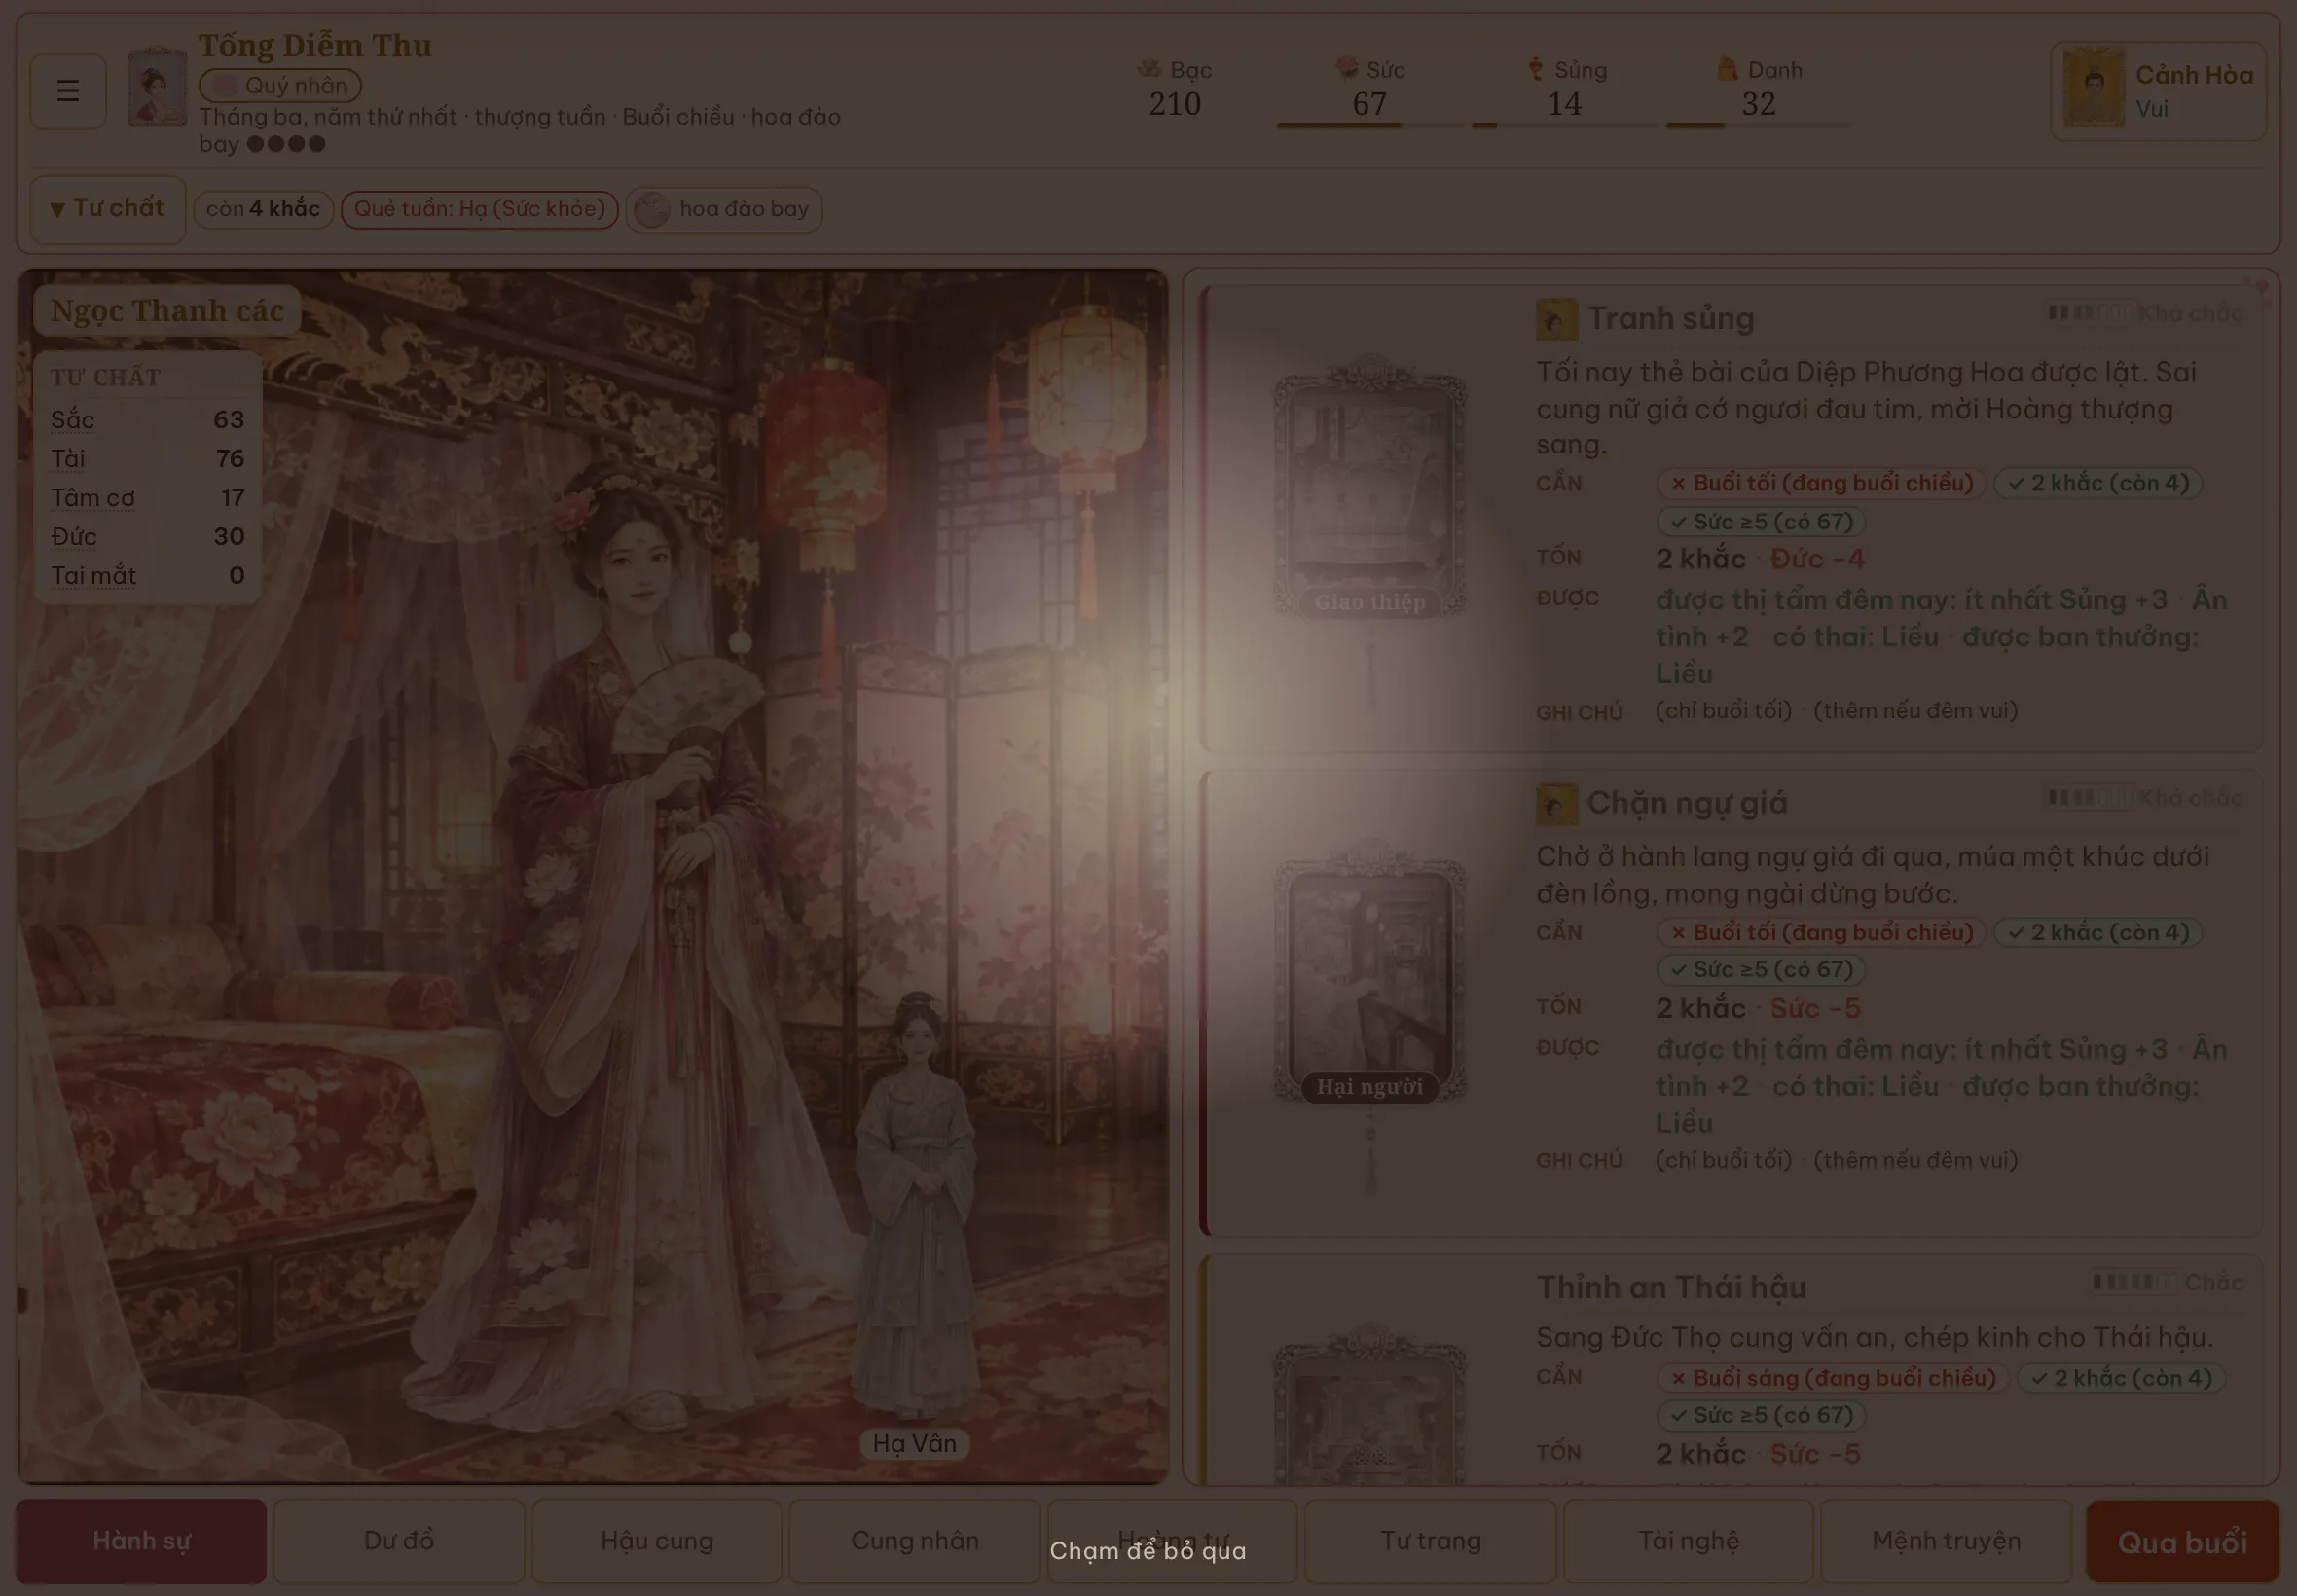 Tống Diễm Thu
Quý nhân
Tháng ba, năm thứ nhất · thượng tuần · Buổi chiều · hoa đào
bay
Bạc
210
Sức
67
Sủng
14
Danh
32
Cảnh Hòa
Vui
▼ Tư chất
còn 4 khắc
Quẻ tuần: Hạ (Sức khỏe)
hoa đào bay
Ngọc Thanh các
TƯ CHẤT
Sắc 63
Tài 76
Tâm cơ 17
Đức 30
Tai mắt 0
Hạ Vân
Giao thiệp
Tranh sủng
Khá chắc
Tối nay thẻ bài của Diệp Phương Hoa được lật. Sai
cung nữ giả cớ ngươi đau tim, mời Hoàng thượng
sang.
CẦN × Buổi tối (đang buổi chiều) ✓ 2 khắc (còn 4)
✓ Sức ≥5 (có 67)
TỐN 2 khắc · Đức -4
ĐƯỢC được thị tẩm đêm nay: ít nhất Sủng +3 · Ân
tình +2 · có thai: Liều · được ban thưởng:
Liều
GHI CHÚ (chỉ buổi tối) · (thêm nếu đêm vui)
Hại người
Chặn ngự giá
Khá chắc
Chờ ở hành lang ngự giá đi qua, múa một khúc dưới
đèn lồng, mong ngài dừng bước.
CẦN × Buổi tối (đang buổi chiều) ✓ 2 khắc (còn 4)
✓ Sức ≥5 (có 67)
TỐN 2 khắc · Sức -5
ĐƯỢC được thị tẩm đêm nay: ít nhất Sủng +3 · Ân
tình +2 · có thai: Liều · được ban thưởng:
Liều
GHI CHÚ (chỉ buổi tối) · (thêm nếu đêm vui)
Thỉnh an Thái hậu
Chắc
Sang Đức Thọ cung vấn an, chép kinh cho Thái hậu.
CẦN × Buổi sáng (đang buổi chiều) ✓ 2 khắc (còn 4)
✓ Sức ≥5 (có 67)
TỐN 2 khắc · Sức -5
Hành sự
Dư đồ
Hậu cung
Cung nhân
Hoàng tự
Chạm để bỏ qua
Tư trang
Tài nghệ
Mệnh truyện
Qua buổi